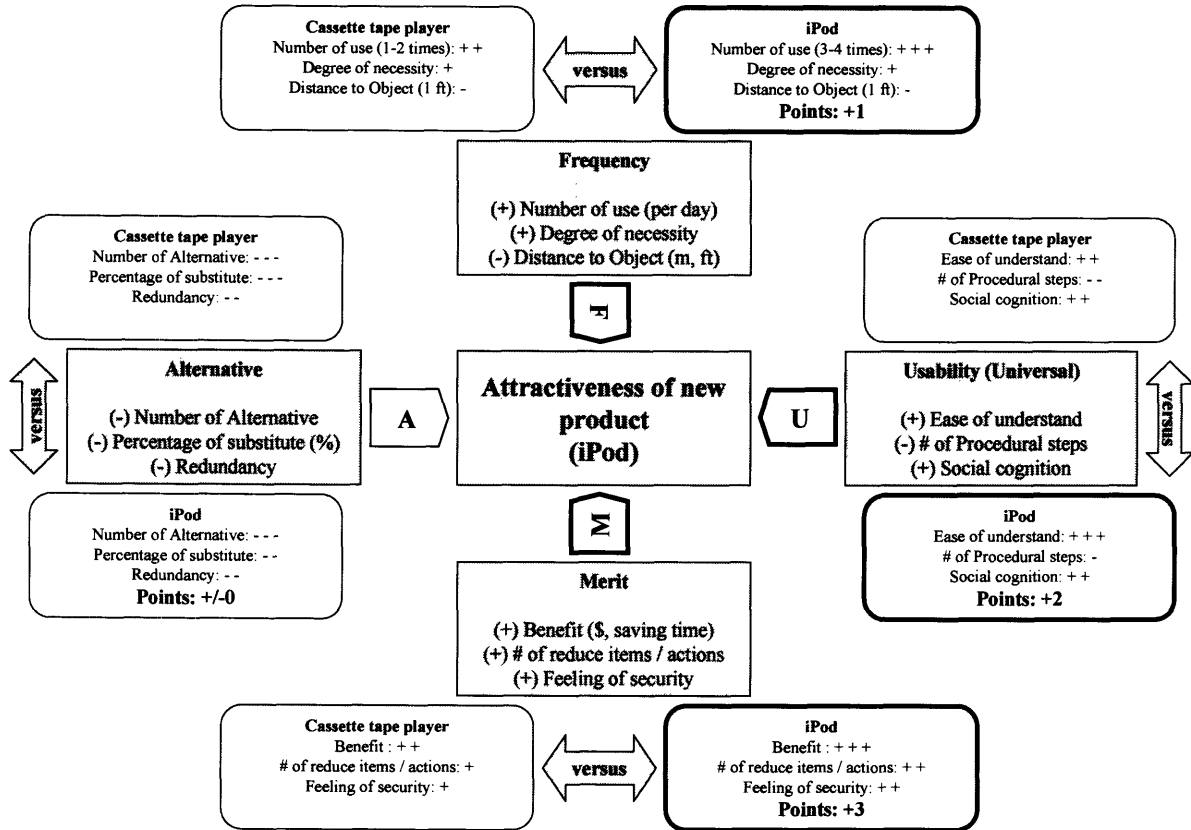 Cassette tape player
Number of use (1-2 times): + +
Degree of necessity: +
Distance to Object (1 ft): -
versus
iPod
Number of use (3-4 times): + + +
Degree of necessity: +
Distance to Object (1 ft): -
Points: +1
Frequency
(+) Number of use (per day)
(+) Degree of necessity
(-) Distance to Object (m, ft)
F
Cassette tape player
Number of Alternative: - - -
Percentage of substitute: - - -
Redundancy: - -
versus
Alternative
(-) Number of Alternative
(-) Percentage of substitute (%)
(-) Redundancy
A
iPod
Number of Alternative: - - -
Percentage of substitute: - -
Redundancy: - -
Points: +/-0
Attractiveness of new
product
(iPod)
Cassette tape player
Ease of understand: + +
# of Procedural steps: - -
Social cognition: + +
U
Usability (Universal)
(+) Ease of understand
(-) # of Procedural steps
(+) Social cognition
versus
iPod
Ease of understand: + + +
# of Procedural steps: -
Social cognition: + +
Points: +2
M
Merit
(+) Benefit ($, saving time)
(+) # of reduce items / actions
(+) Feeling of security
Cassette tape player
Benefit : + +
# of reduce items / actions: +
Feeling of security: +
versus
iPod
Benefit : + + +
# of reduce items / actions: + +
Feeling of security: + +
Points: +3